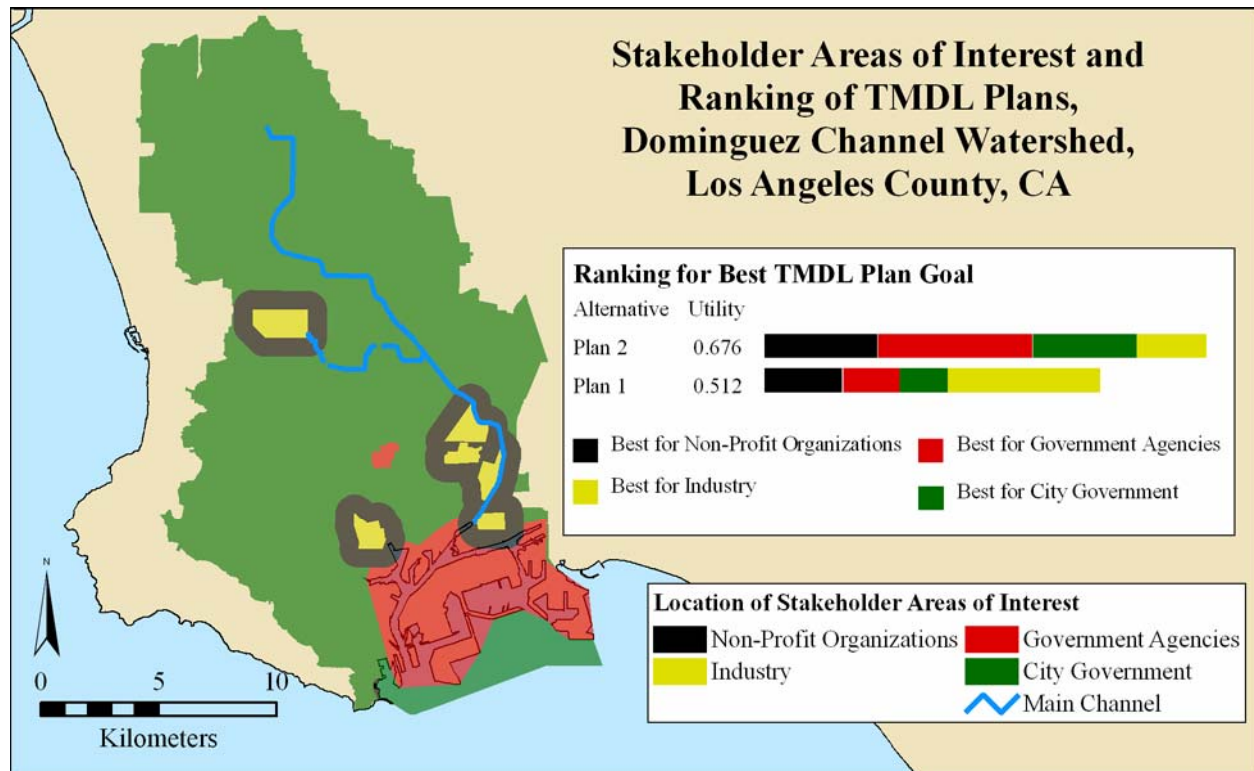 Stakeholder Areas of Interest and
Ranking of TMDL Plans,
Dominguez Channel Watershed,
Los Angeles County, CA
Ranking for Best TMDL Plan Goal
Alternative Utility
Plan 2 0.676
Plan 1 0.512
Best for Non-Profit Organizations Best for Government Agencies
Best for Industry Best for City Government
Location of Stakeholder Areas of Interest
Non-Profit Organizations Government Agencies
Industry City Government
Main Channel
N
0 5 10
Kilometers